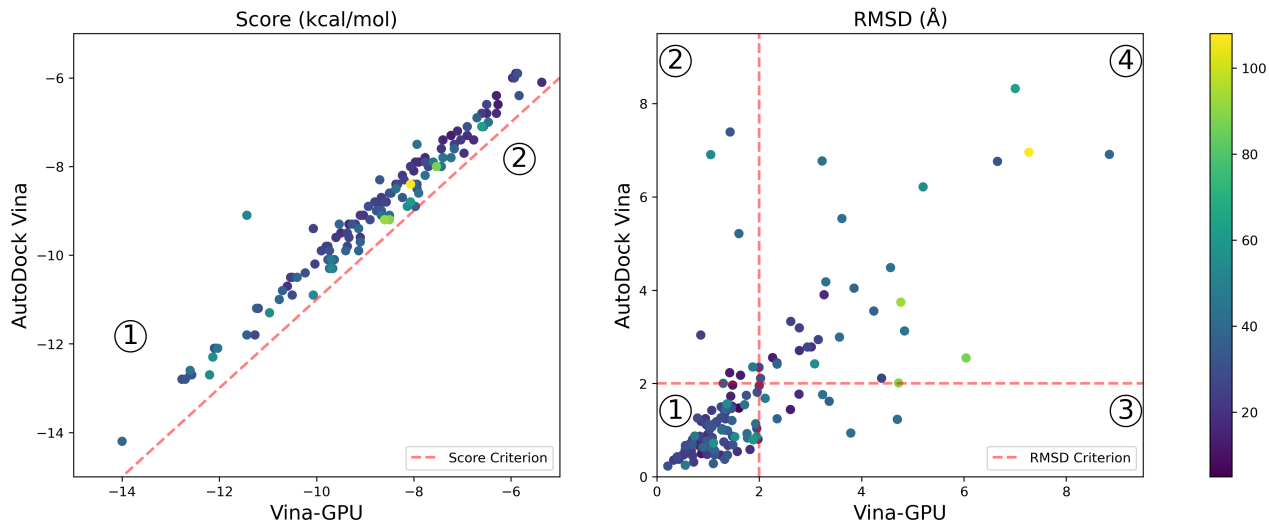 Score (kcal/mol)
AutoDock Vina
−6
−8
−10
−12
−14
①
②
Score Criterion
−14 −12 −10 −8 −6
Vina-GPU
RMSD (Å)
AutoDock Vina
8
6
4
2
0
②
④
①
③
RMSD Criterion
0 2 4 6 8
Vina-GPU
100
80
60
40
20